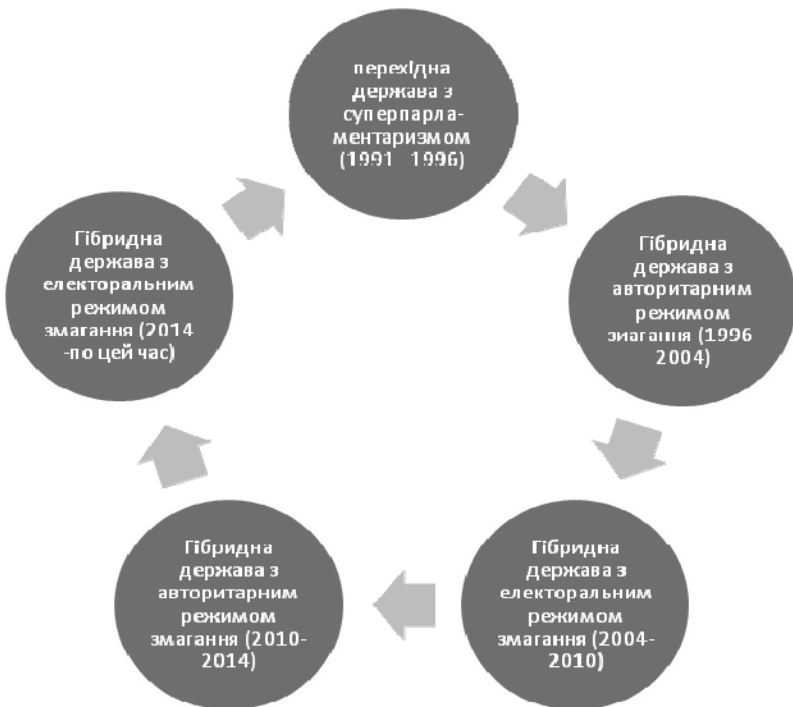 перехідна
держава з
суперпарла-
ментаризмом
(1991 1996)
Гібридна
держава з
авторитарним
режимом
змагання (1996
2004)
Гібридна
держава з
електоральним
режимом
змагання (2004-
2010)
Гібридна
держава з
авторитарним
режимом
змагання (2010-
2014)
Гібридна
держава з
електоральним
режимом
змагання (2014
-по цей час)